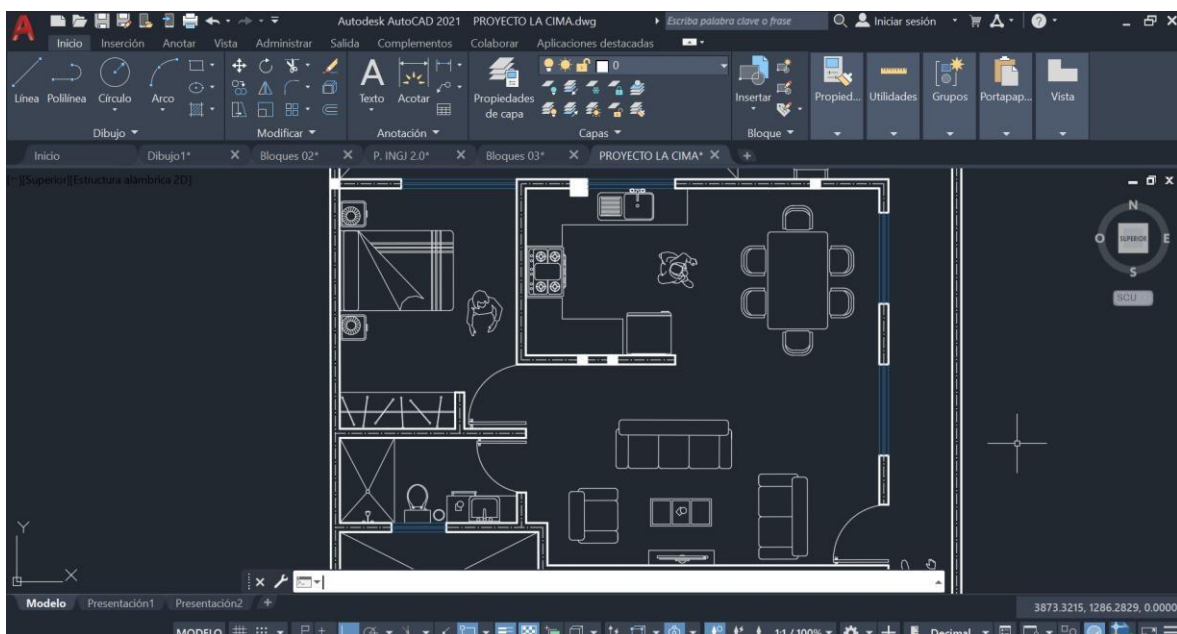 Autodesk AutoCAD 2021 PROYECTO LA CIMA.dwg Escriba palabra clave o frase Iniciar sesión
Inicio Inserción Anotar Vista Administrar Salida Complementos Colaborar Aplicaciones destacadas
0
Línea Polilínea Círculo Arco Texto Acotar Propiedades de capa Insertar Propied... Utilidades Grupos Portapap... Vista
Dibujo Modificar Anotación Capas Bloque
Inicio Dibujo1* Bloques 02* P. INGJ 2.0* Bloques 03* PROYECTO LA CIMA*
[−][Superior][Estructura alámbrica 2D]
N
O SUPERIOR E
S
SCU
Y
X
Modelo Presentación1 Presentación2 +
3873.3215, 1286.2829, 0.0000
MODELO 1:1 / 100% Decimal